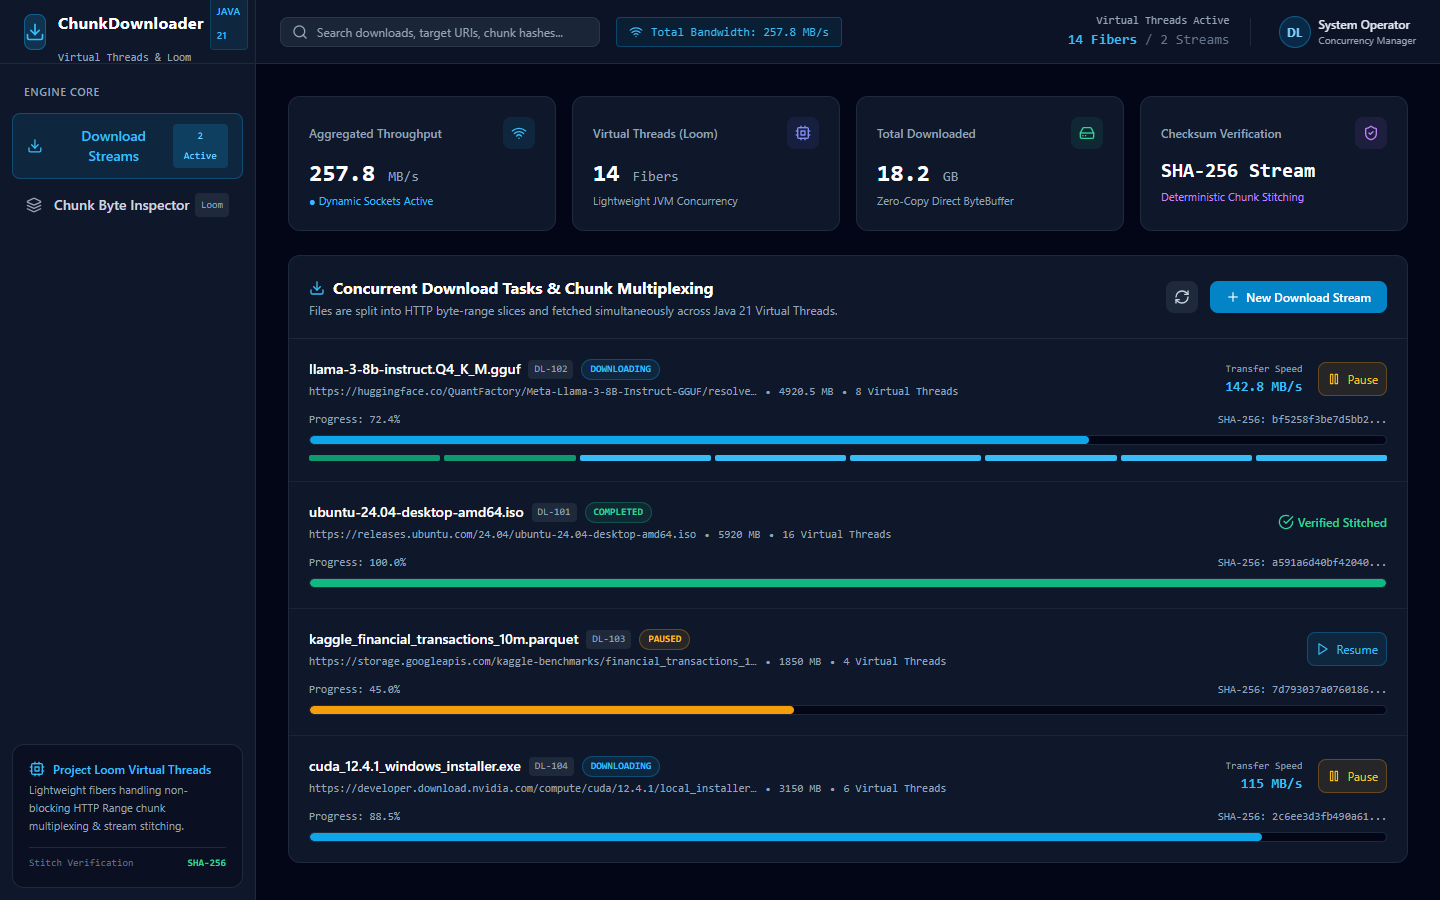 ChunkDownloader
JAVA
21
Virtual Threads & Loom
Search downloads, target URIs, chunk hashes...
Total Bandwidth: 257.8 MB/s
Virtual Threads Active
14 Fibers / 2 Streams
DL
System Operator
Concurrency Manager
ENGINE CORE
Download
Streams
2
Active
Chunk Byte Inspector
Loom
Aggregated Throughput
257.8 MB/s
● Dynamic Sockets Active
Virtual Threads (Loom)
14 Fibers
Lightweight JVM Concurrency
Total Downloaded
18.2 GB
Zero-Copy Direct ByteBuffer
Checksum Verification
SHA-256 Stream
Deterministic Chunk Stitching
Concurrent Download Tasks & Chunk Multiplexing
Files are split into HTTP byte-range slices and fetched simultaneously across Java 21 Virtual Threads.
New Download Stream
llama-3-8b-instruct.Q4_K_M.gguf DL-102 DOWNLOADING
https://huggingface.co/QuantFactory/Meta-Llama-3-8B-Instruct-GGUF/resolve… • 4920.5 MB • 8 Virtual Threads
Transfer Speed
142.8 MB/s
Pause
Progress: 72.4%
SHA-256: bf5258f3be7d5bb2...
ubuntu-24.04-desktop-amd64.iso DL-101 COMPLETED
https://releases.ubuntu.com/24.04/ubuntu-24.04-desktop-amd64.iso • 5920 MB • 16 Virtual Threads
Verified Stitched
Progress: 100.0%
SHA-256: a591a6d40bf42040...
kaggle_financial_transactions_10m.parquet DL-103 PAUSED
https://storage.googleapis.com/kaggle-benchmarks/financial_transactions_1… • 1850 MB • 4 Virtual Threads
Resume
Progress: 45.0%
SHA-256: 7d793037a0760186...
cuda_12.4.1_windows_installer.exe DL-104 DOWNLOADING
https://developer.download.nvidia.com/compute/cuda/12.4.1/local_installer… • 3150 MB • 6 Virtual Threads
Transfer Speed
115 MB/s
Pause
Progress: 88.5%
SHA-256: 2c6ee3d3fb490a61...
Project Loom Virtual Threads
Lightweight fibers handling non-
blocking HTTP Range chunk
multiplexing & stream stitching.
Stitch Verification
SHA-256